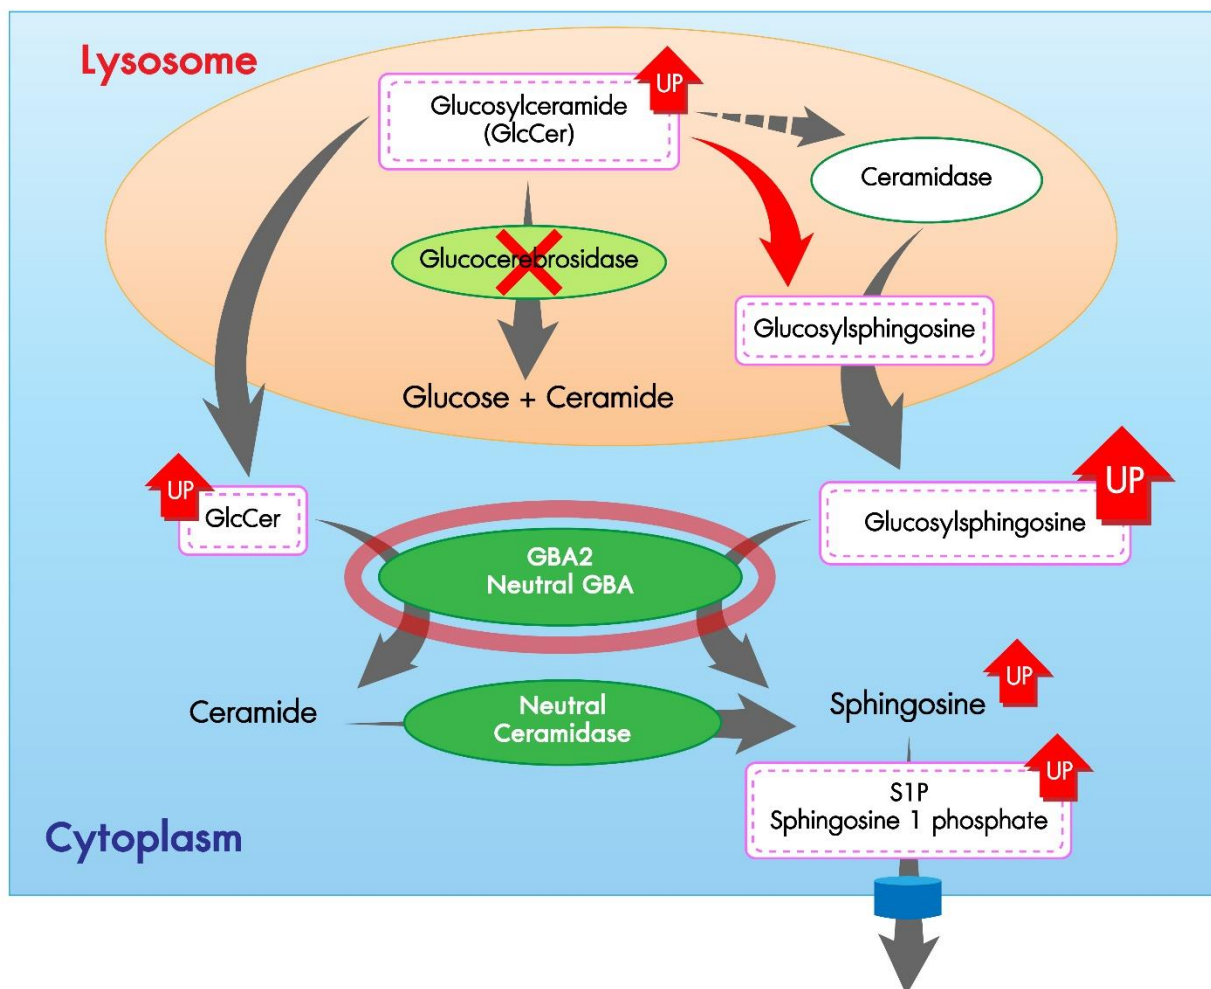 Lysosome
UP
Glucosylceramide
(GlcCer)
Ceramidase
Glucocerebrosidase
Glucosylsphingosine
Glucose + Ceramide
UP
GlcCer
UP
Glucosylsphingosine
GBA2
Neutral GBA
Ceramide
Neutral
Ceramidase
Sphingosine
UP
UP
S1P
Sphingosine 1 phosphate
Cytoplasm